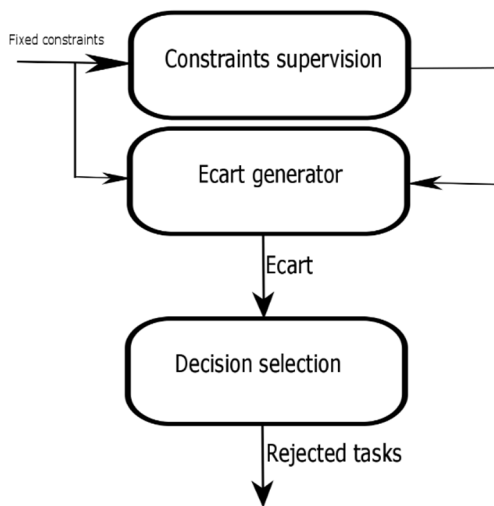 Fixed constraints
Constraints supervision
Ecart generator
Ecart
Decision selection
Rejected tasks